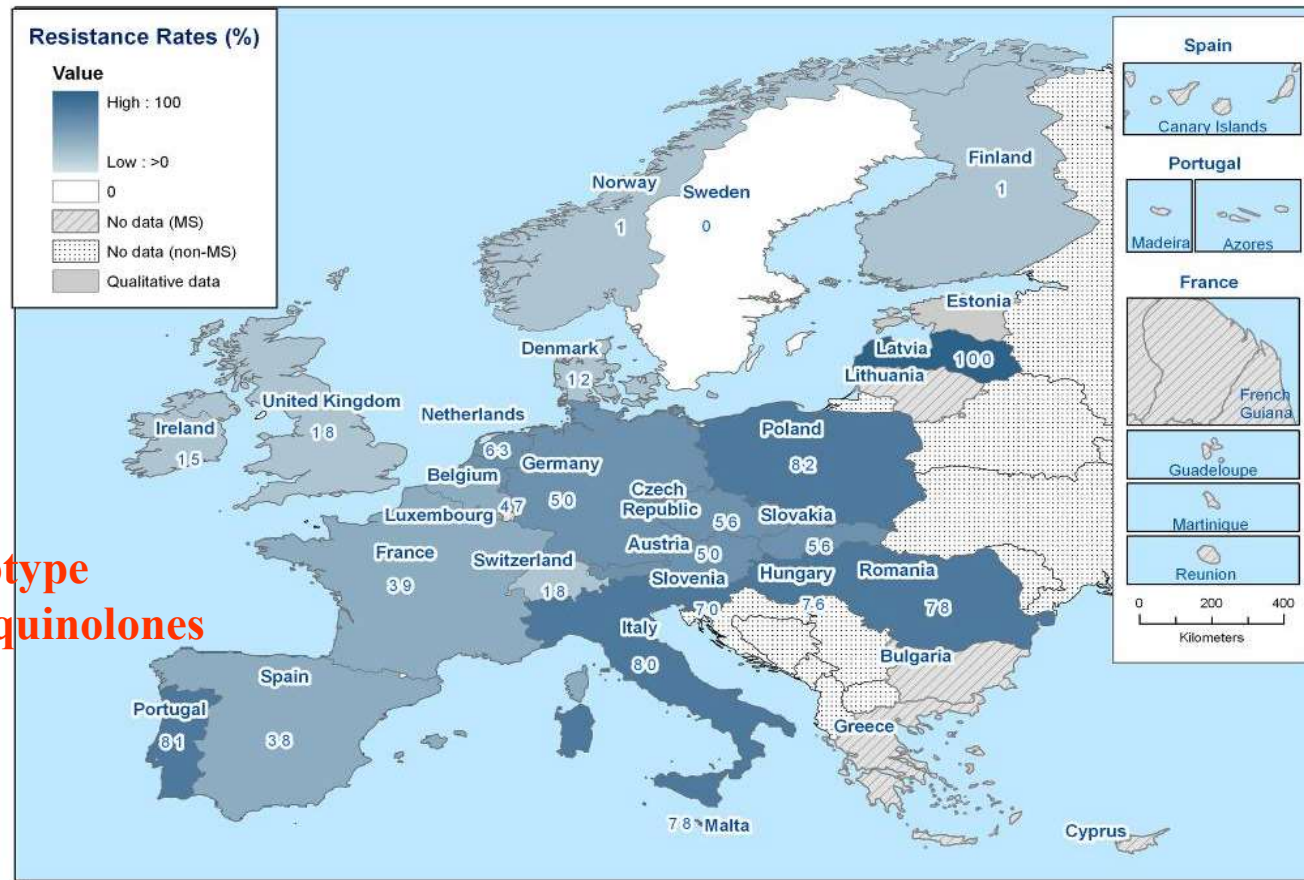 Resistance Rates (%)
Value
High : 100
Low : >0
0
No data (MS)
No data (non-MS)
Qualitative data
Norway
1
Sweden
0
Finland
1
Estonia
Latvia
100
Lithuania
Denmark
12
United Kingdom
18
Ireland
15
Netherlands
63
Belgium
Germany
50
47
Luxembourg
Poland
82
Czech
Republic
56
Slovakia
56
Austria
50
France
39
Switzerland
18
Slovenia
70
Hungary
76
Romania
78
Italy
80
Bulgaria
Spain
38
Portugal
81
Greece
78 Malta
Cyprus
otype
quinolones
Spain
Canary Islands
Portugal
Madeira
Azores
France
French
Guiana
Guadeloupe
Martinique
Reunion
0 200 400
Kilometers